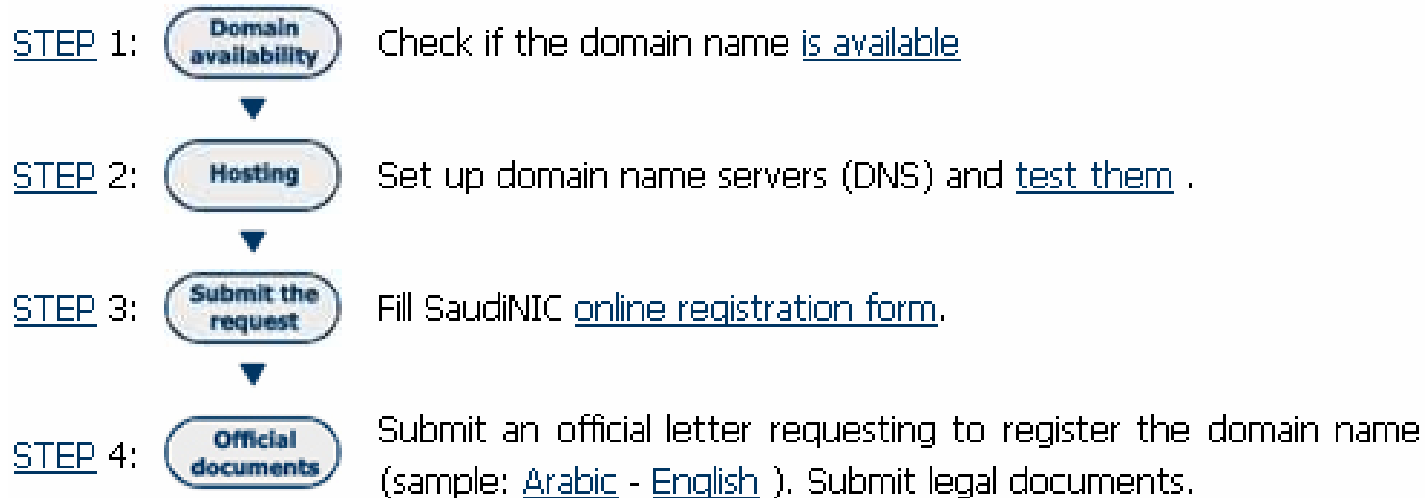 STEP 1: Domain availability Check if the domain name is available
STEP 2: Hosting Set up domain name servers (DNS) and test them .
STEP 3: Submit the request Fill SaudiNIC online registration form.
STEP 4: Official documents Submit an official letter requesting to register the domain name
(sample: Arabic - English ). Submit legal documents.